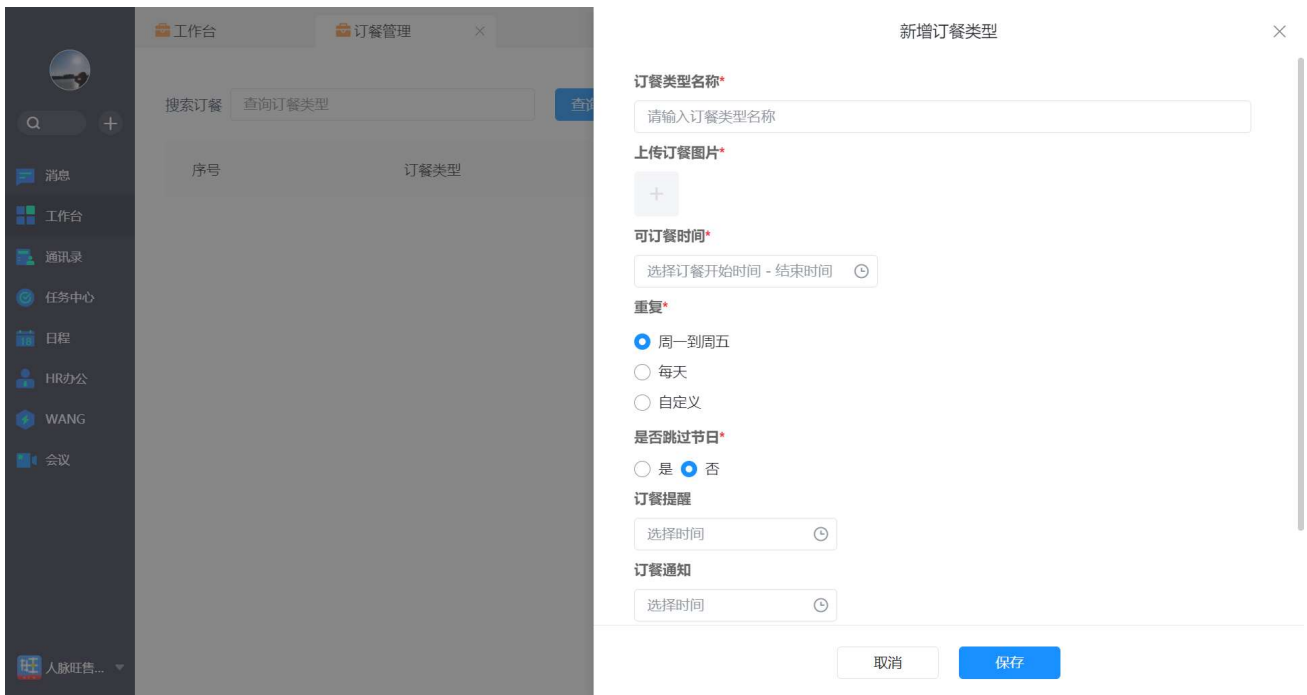 工作台
订餐管理
新增订餐类型
搜索订餐
查询订餐类型
查询
序号
订餐类型
消息
工作台
通讯录
任务中心
18
日程
HR办公
WANG
会议
旺
人脉旺售...
订餐类型名称*
请输入订餐类型名称
上传订餐图片*
可订餐时间*
选择订餐开始时间 - 结束时间
重复*
周一到周五
每天
自定义
是否跳过节日*
是 否
订餐提醒
选择时间
订餐通知
选择时间
取消
保存